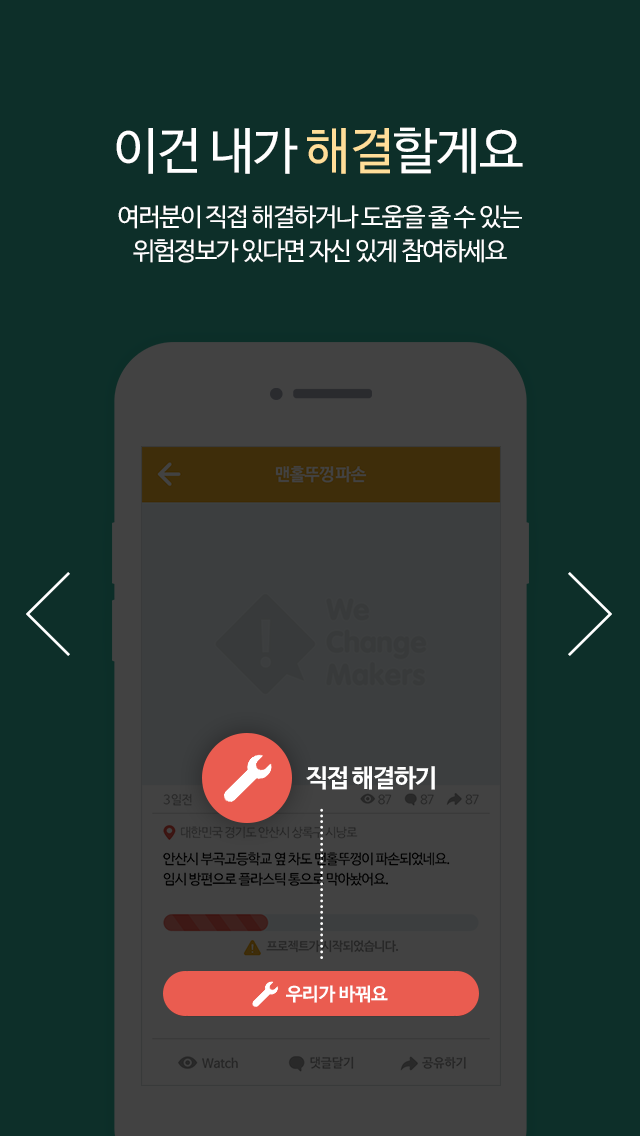 이건 내가 해결할게요
여러분이 직접 해결하거나 도움을 줄 수 있는
위험정보가 있다면 자신 있게 참여하세요
맨홀뚜껑 파손
We
Change
Makers
직접 해결하기
3일전 87 87 87
대한민국 경기도 안산시 상록구
안산시 부곡고등학교 옆 차도 맨홀뚜껑이 파손되었네요.
임시 방편으로 플라스틱 통으로 막아놨어요.
프로젝트가 시작되었습니다.
우리가 바꿔요
Watch 댓글달기 공유하기